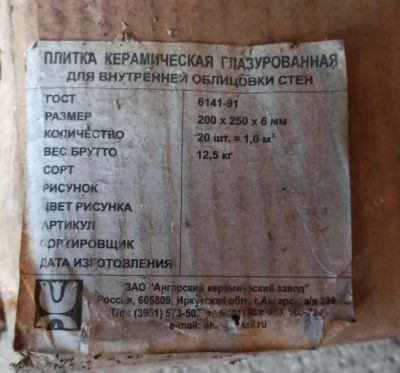 ПЛИТКА КЕРАМИЧЕСКАЯ ГЛАЗУРОВАННАЯ
ДЛЯ ВНУТРЕННЕЙ ОБЛИЦОВКИ СТЕН
ГОСТ 6141-91
РАЗМЕР 200 х 250 х 6 мм
КОЛИЧЕСТВО 20 шт. = 1,0 м²
ВЕС БРУТТО 12,5 кг
СОРТ
РИСУНОК
ЦВЕТ РИСУНКА
АРТИКУЛ
СОРТИРОВЩИК
ДАТА ИЗГОТОВЛЕНИЯ
ЗАО "Ангарский керамический завод"
Россия, 665809, Иркутская обл., г.Ангарск, а/я
Т/ф: (3951)
e-mail: